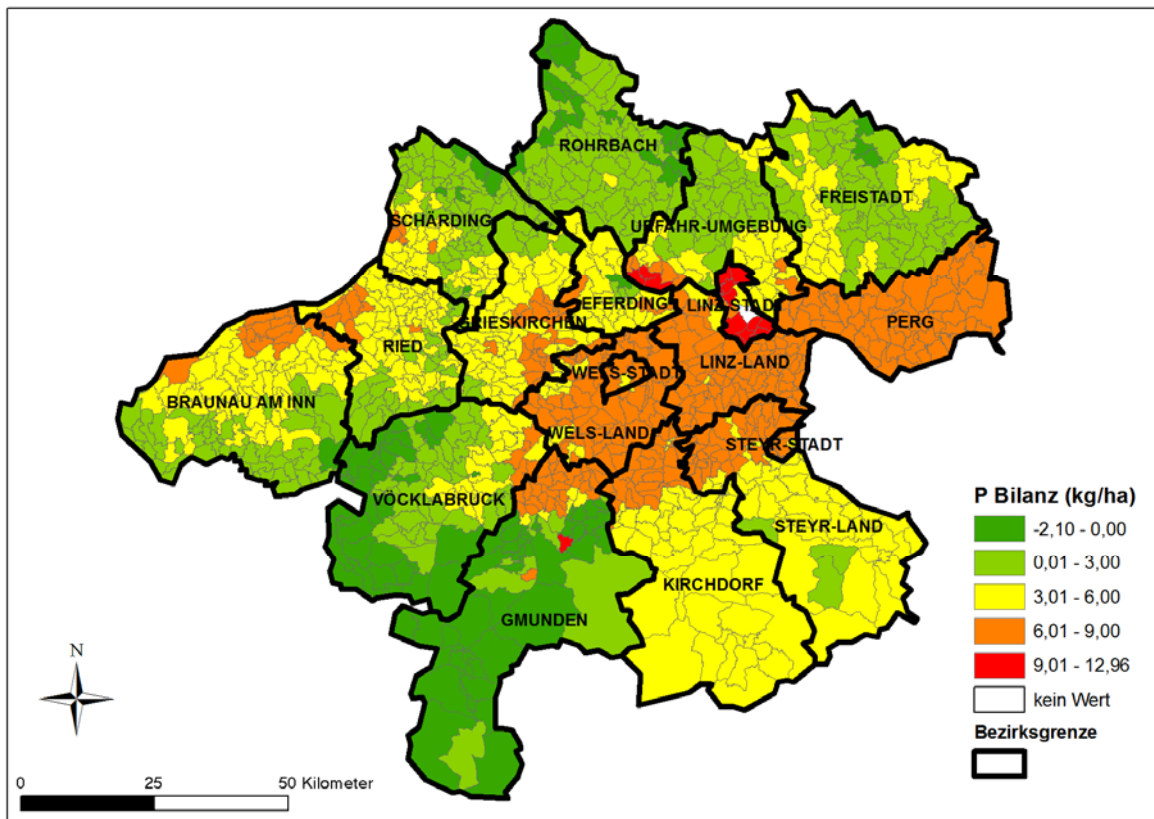 ROHRBACH
FREISTADT
SCHÄRDING
URFAHR-UMGEBUNG
EFERDING
LINZ-STADT
GRIESKIRCHEN
PERG
RIED
WELS-STADT
LINZ-LAND
BRAUNAU AM INN
WELS-LAND
STEYR-STADT
VÖCKLABRUCK
STEYR-LAND
KIRCHDORF
GMUNDEN
P Bilanz (kg/ha)
-2,10 - 0,00
0,01 - 3,00
3,01 - 6,00
6,01 - 9,00
9,01 - 12,96
kein Wert
Bezirksgrenze
N
0 25 50 Kilometer